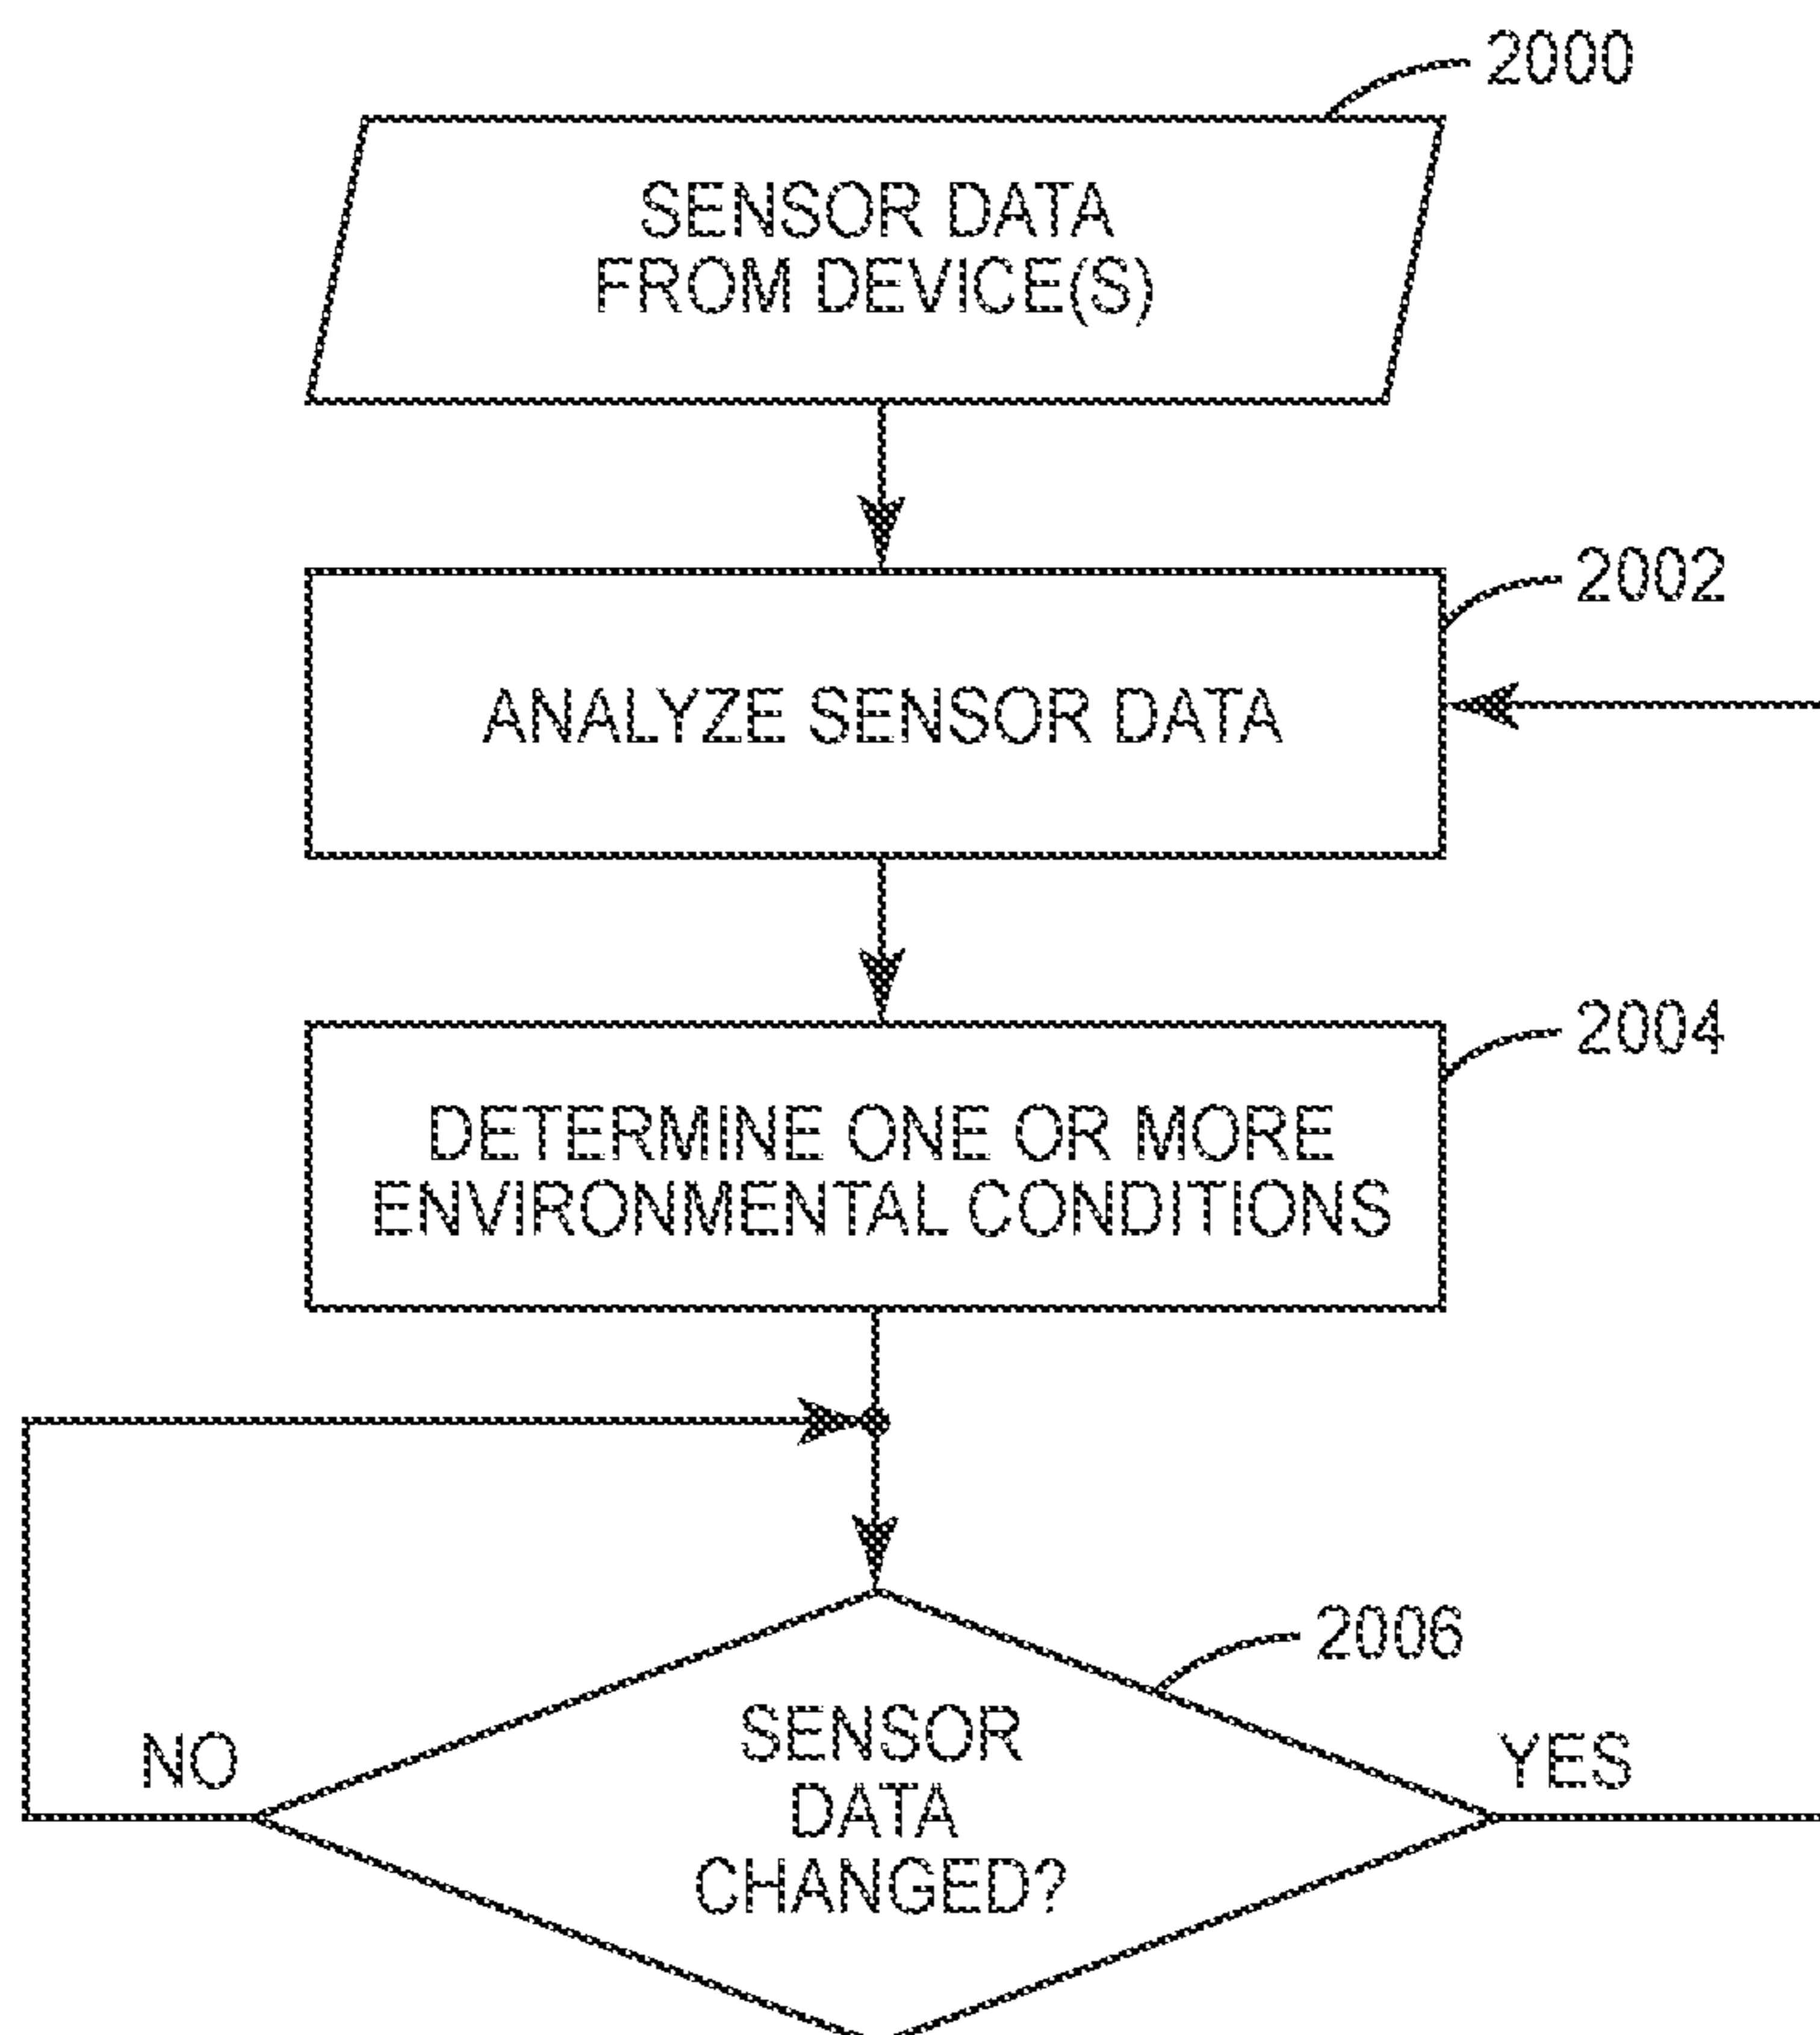 2000
SENSOR DATA
FROM DEVICE(S)
2002
ANALYZE SENSOR DATA
2004
DETERMINE ONE OR MORE
ENVIRONMENTAL CONDITIONS
2006
SENSOR
NO
YES
DATA
CHANGED?